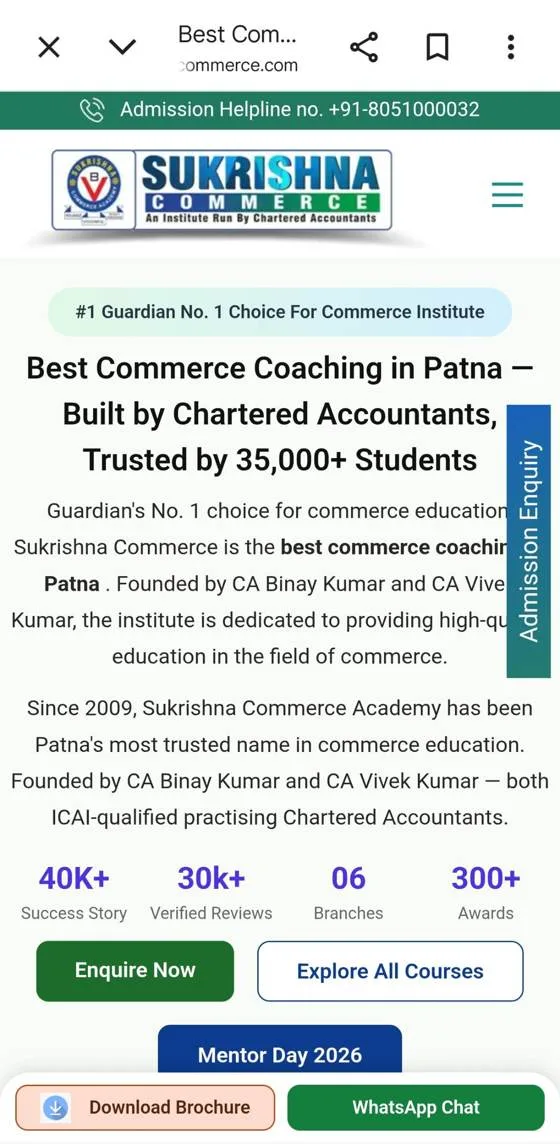 Best Com...
ommerce.com
Admission Helpline no. +91-8051000032
SUKRISHNA
COMMERCE
An Institute Run By Chartered Accountants
#1 Guardian No. 1 Choice For Commerce Institute
Best Commerce Coaching in Patna —
Built by Chartered Accountants,
Trusted by 35,000+ Students
Guardian's No. 1 choice for commerce education
Sukrishna Commerce is the best commerce coachin
Patna . Founded by CA Binay Kumar and CA Vive
Kumar, the institute is dedicated to providing high-qu
education in the field of commerce.
Admission Enquiry
Since 2009, Sukrishna Commerce Academy has been
Patna's most trusted name in commerce education.
Founded by CA Binay Kumar and CA Vivek Kumar — both
ICAI-qualified practising Chartered Accountants.
40K+ 30k+ 06 300+
Success Story Verified Reviews Branches Awards
Enquire Now Explore All Courses
Mentor Day 2026
Download Brochure WhatsApp Chat